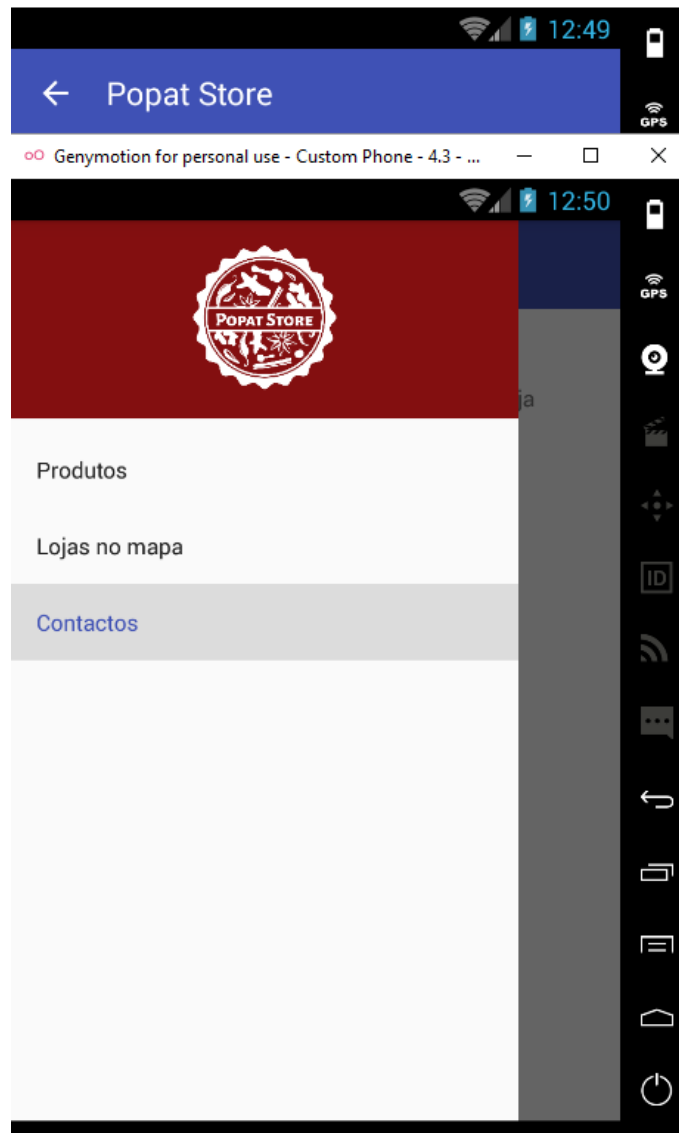 12:49
Popat Store
GPS
Genymotion for personal use - Custom Phone - 4.3 - ...
12:50
GPS
POPAT STORE
ja
Produtos
Lojas no mapa
ID
Contactos